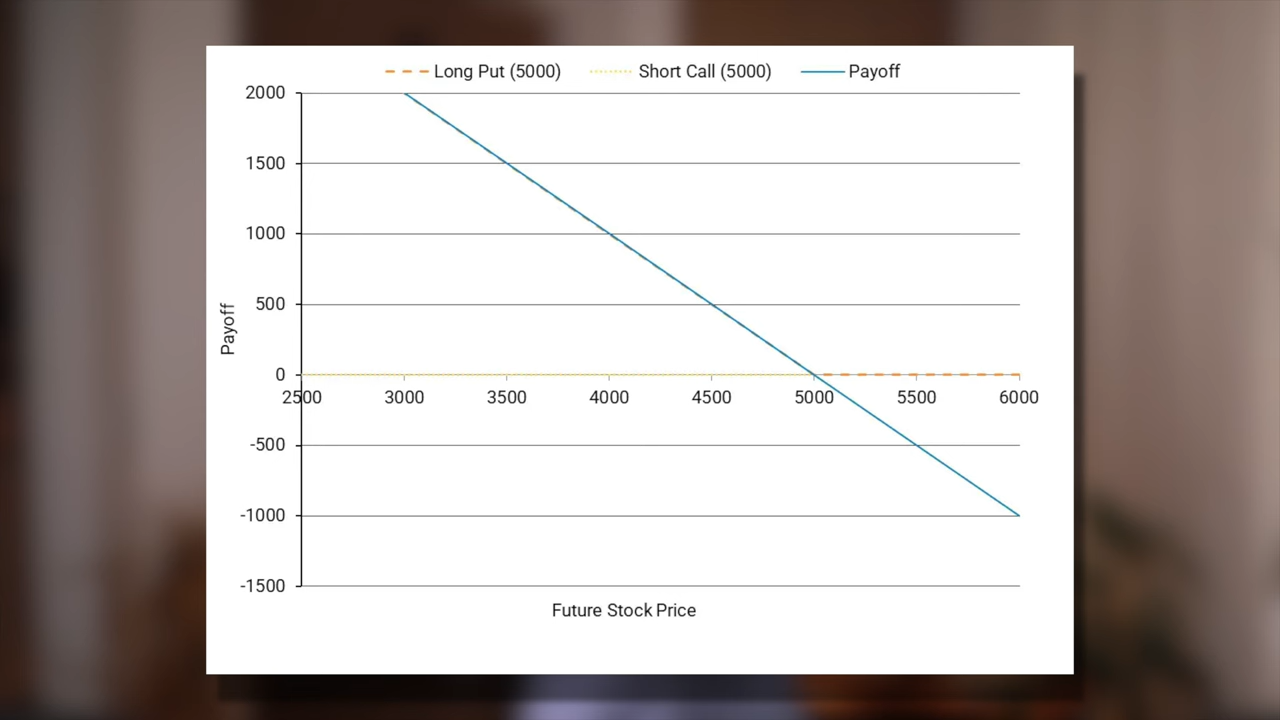 Long Put (5000) Short Call (5000) Payoff
2000
1500
1000
500
0
-500
-1000
-1500
Payoff
2500 3000 3500 4000 4500 5000 5500 6000
Future Stock Price